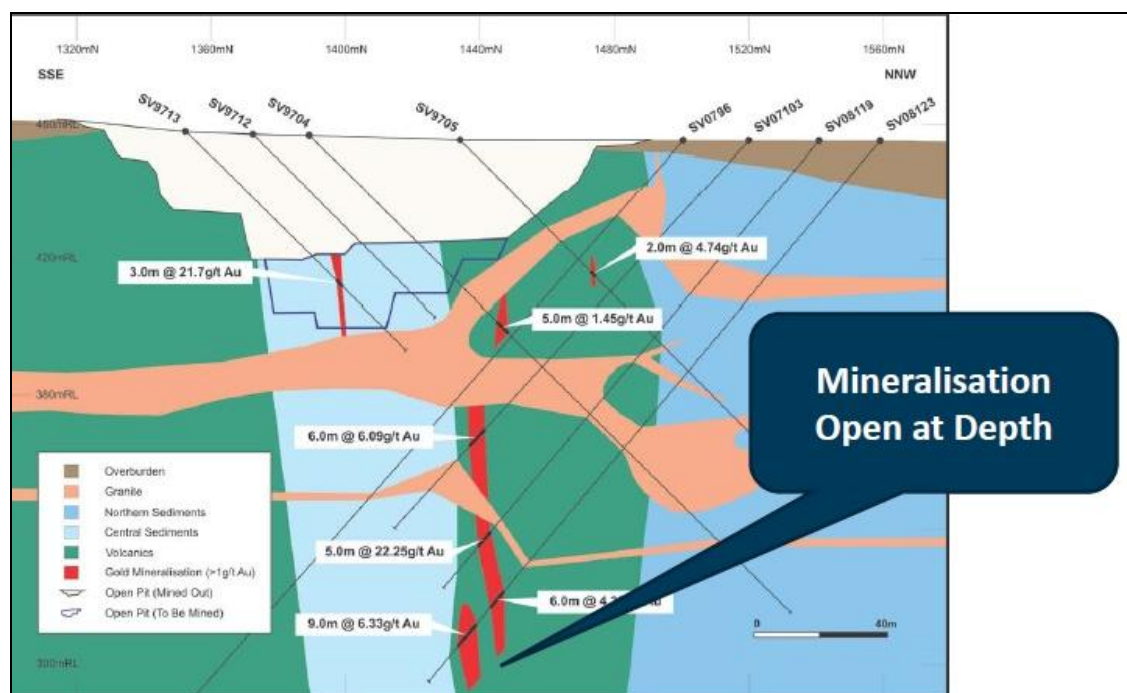 1320mN 1360mN 1400mN 1440mN 1480mN 1520mN 1560mN
SSE NNW
SV9713 SV9712 SV9704 SV9705 SV0796 SV07103 SV08119 SV08123
420mRL
3.0m @ 21.7g/t Au
2.0m @ 4.74g/t Au
5.0m @ 1.45g/t Au
380mRL
Mineralisation
Open at Depth
6.0m @ 6.09g/t Au
Overburden
Granite
Northern Sediments
Central Sediments
Volcanics
Gold Mineralisation (>1g/t Au)
Open Pit (Mined Out)
Open Pit (To Be Mined)
5.0m @ 22.25g/t Au
6.0m @
9.0m @ 6.33g/t Au
0 40m